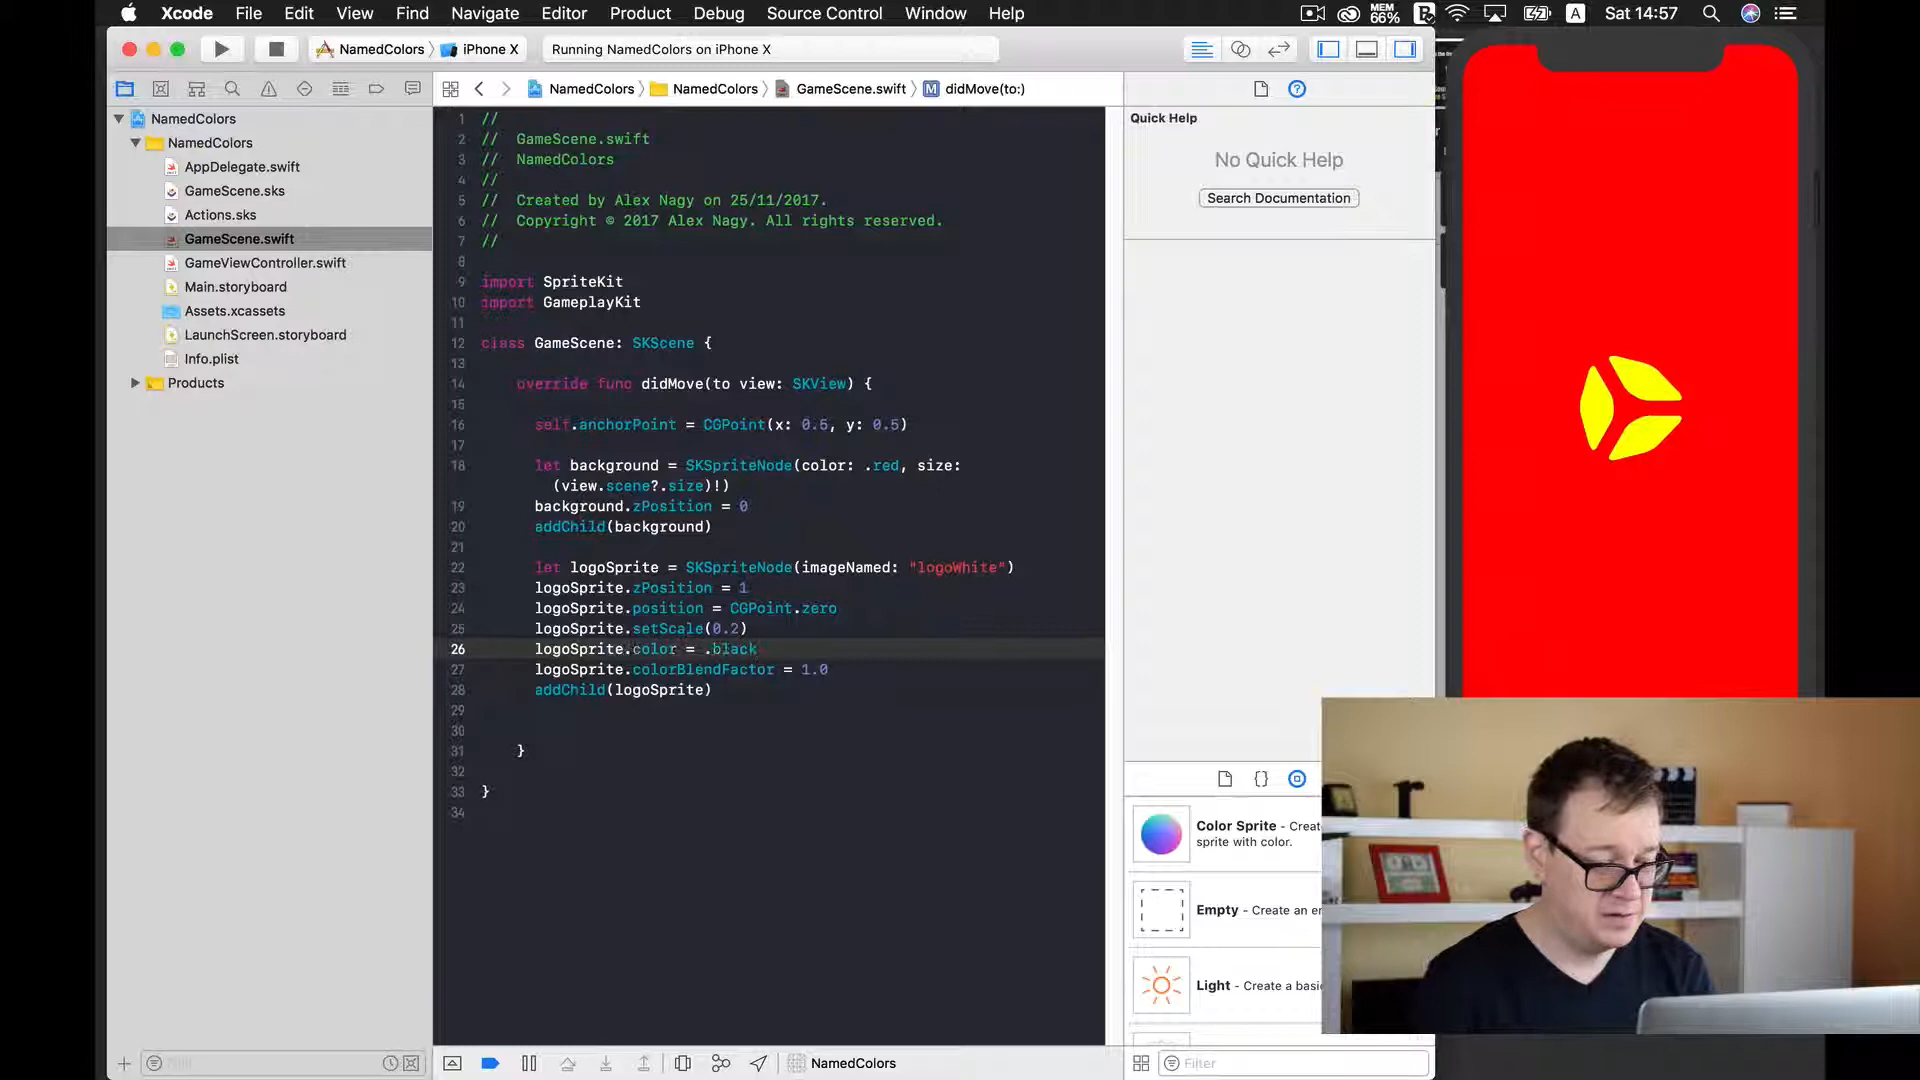 Xcode File Edit View Find Navigate Editor Product Debug Source Control Window Help MEM 66% A Sat 14:57
NamedColors iPhone X Running NamedColors on iPhone X
NamedColors NamedColors GameScene.swift M didMove(to:)
NamedColors
NamedColors
AppDelegate.swift
GameScene.sks
Actions.sks
GameScene.swift
GameViewController.swift
Main.storyboard
Assets.xcassets
LaunchScreen.storyboard
Info.plist
Products
1 //
2 // GameScene.swift
3 // NamedColors
4 //
5 // Created by Alex Nagy on 25/11/2017.
6 // Copyright © 2017 Alex Nagy. All rights reserved.
7 //
8
9 import SpriteKit
10 import GameplayKit
11
12 class GameScene: SKScene {
13
14 override func didMove(to view: SKView) {
15
16 self.anchorPoint = CGPoint(x: 0.5, y: 0.5)
17
18 let background = SKSpriteNode(color: .red, size:
(view.scene?.size)!)
19 background.zPosition = 0
20 addChild(background)
21
22 let logoSprite = SKSpriteNode(imageNamed: "logoWhite")
23 logoSprite.zPosition = 1
24 logoSprite.position = CGPoint.zero
25 logoSprite.setScale(0.2)
26 logoSprite.color = .black
27 logoSprite.colorBlendFactor = 1.0
28 addChild(logoSprite)
29
30
31 }
32
33 }
34
Quick Help
No Quick Help
Search Documentation
{}
Color Sprite - Creat
sprite with color.
Empty - Create an er
Light - Create a basic
NamedColors
Filter